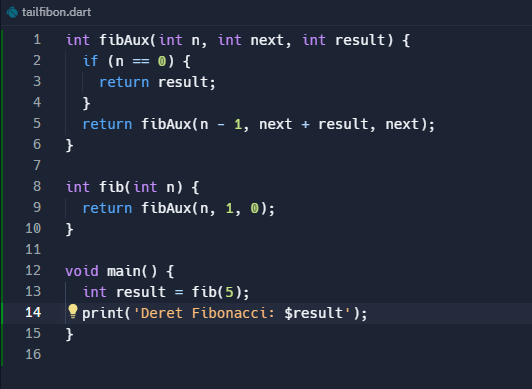 tailfibon.dart
1 int fibAux(int n, int next, int result) {
2 if (n == 0) {
3 return result;
4 }
5 return fibAux(n - 1, next + result, next);
6 }
7
8 int fib(int n) {
9 return fibAux(n, 1, 0);
10 }
11
12 void main() {
13 int result = fib(5);
14 print('Deret Fibonacci: $result');
15 }
16